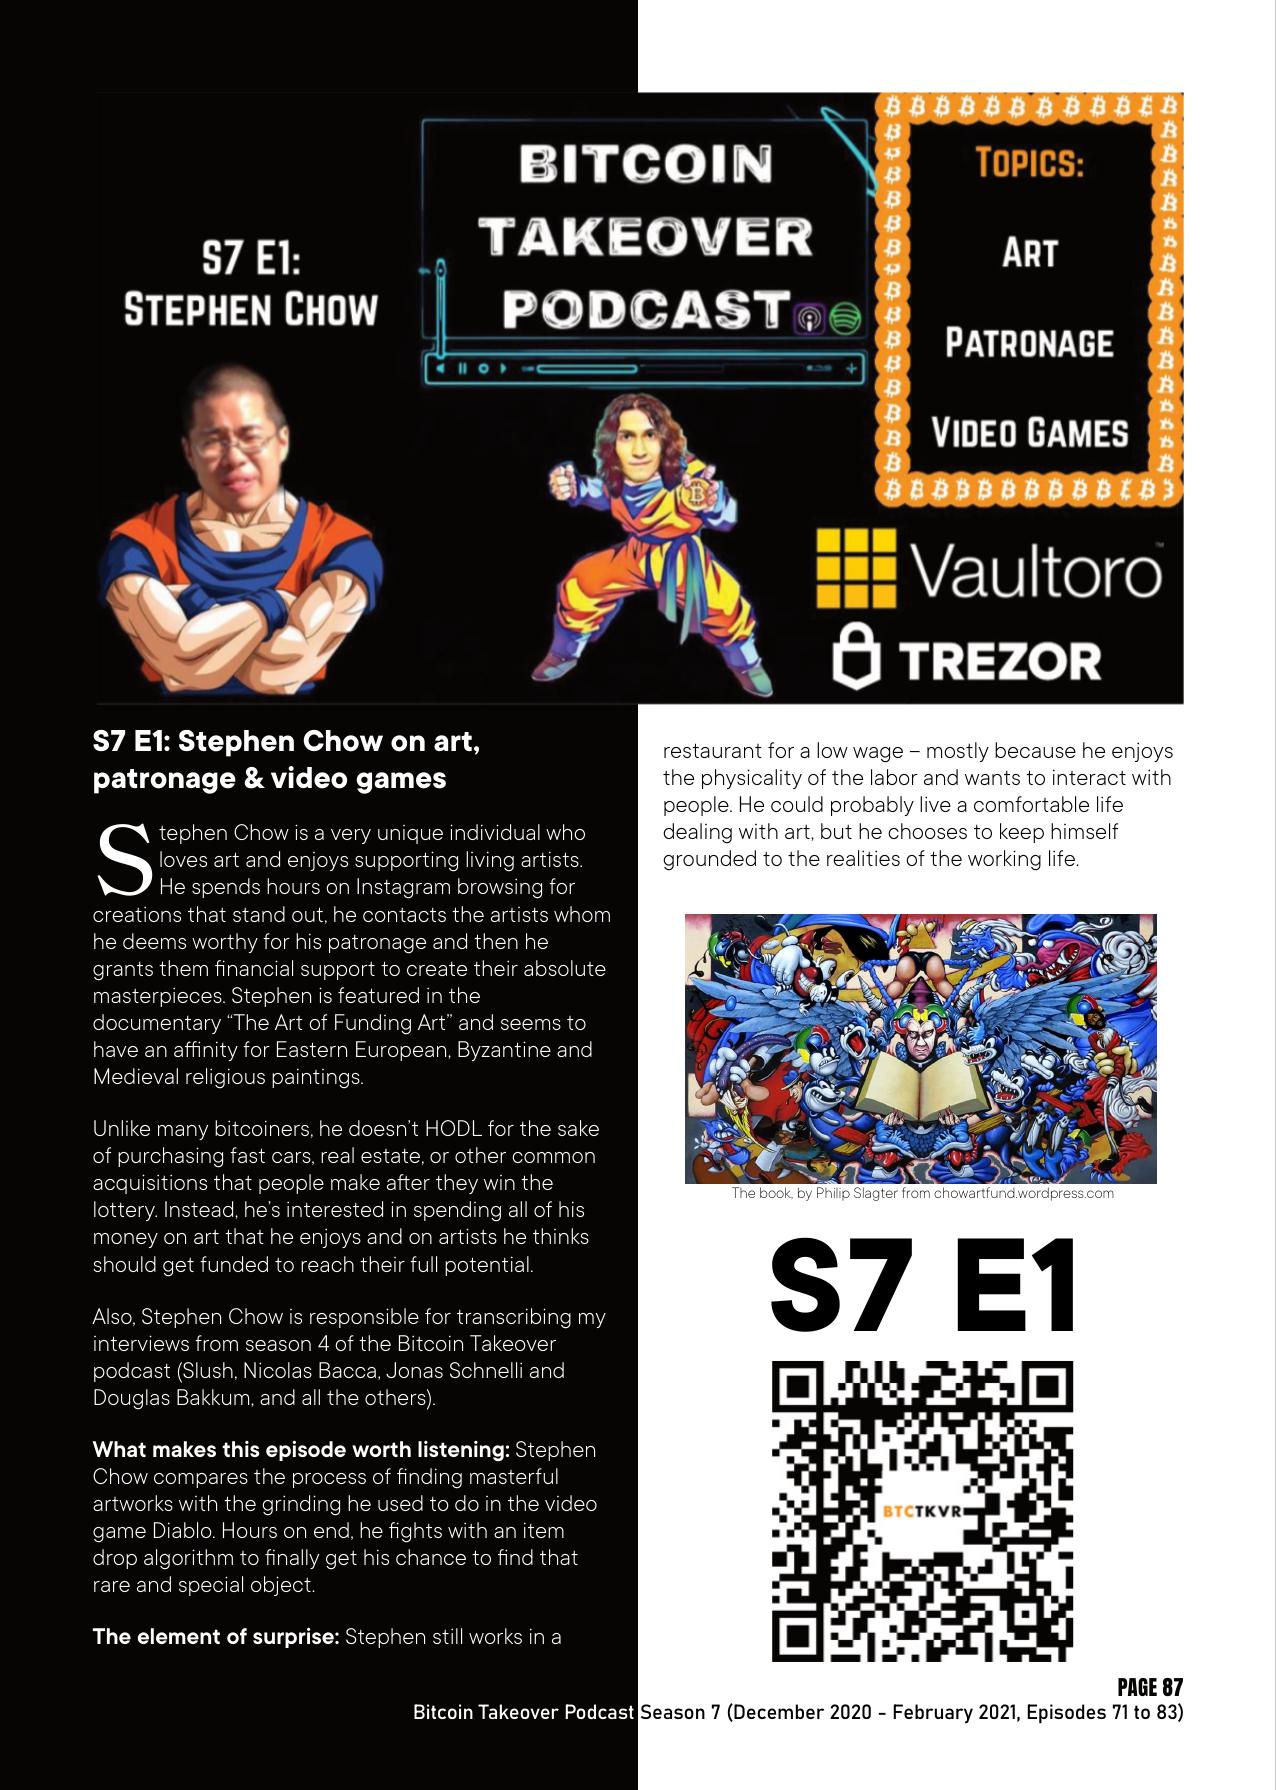 S7 E1:
STEPHEN CHOW
BITCOIN
TAKEOVER
PODCAST
TOPICS:
ART
PATRONAGE
VIDEO GAMES
Vaultoro™
TREZOR
S7 E1: Stephen Chow on art,
patronage & video games
Stephen Chow is a very unique individual who
loves art and enjoys supporting living artists.
He spends hours on Instagram browsing for
creations that stand out, he contacts the artists whom
he deems worthy for his patronage and then he
grants them financial support to create their absolute
masterpieces. Stephen is featured in the
documentary “The Art of Funding Art” and seems to
have an affinity for Eastern European, Byzantine and
Medieval religious paintings.
Unlike many bitcoiners, he doesn’t HODL for the sake
of purchasing fast cars, real estate, or other common
acquisitions that people make after they win the
lottery. Instead, he’s interested in spending all of his
money on art that he enjoys and on artists he thinks
should get funded to reach their full potential.
Also, Stephen Chow is responsible for transcribing my
interviews from season 4 of the Bitcoin Takeover
podcast (Slush, Nicolas Bacca, Jonas Schnelli and
Douglas Bakkum, and all the others).
What makes this episode worth listening: Stephen
Chow compares the process of finding masterful
artworks with the grinding he used to do in the video
game Diablo. Hours on end, he fights with an item
drop algorithm to finally get his chance to find that
rare and special object.
The element of surprise: Stephen still works in a
restaurant for a low wage – mostly because he enjoys
the physicality of the labor and wants to interact with
people. He could probably live a comfortable life
dealing with art, but he chooses to keep himself
grounded to the realities of the working life.
The book, by Philip Slagter from chowartfund.wordpress.com
S7 E1
BTCTKVR
PAGE 87
Bitcoin Takeover Podcast Season 7 (December 2020 - February 2021, Episodes 71 to 83)